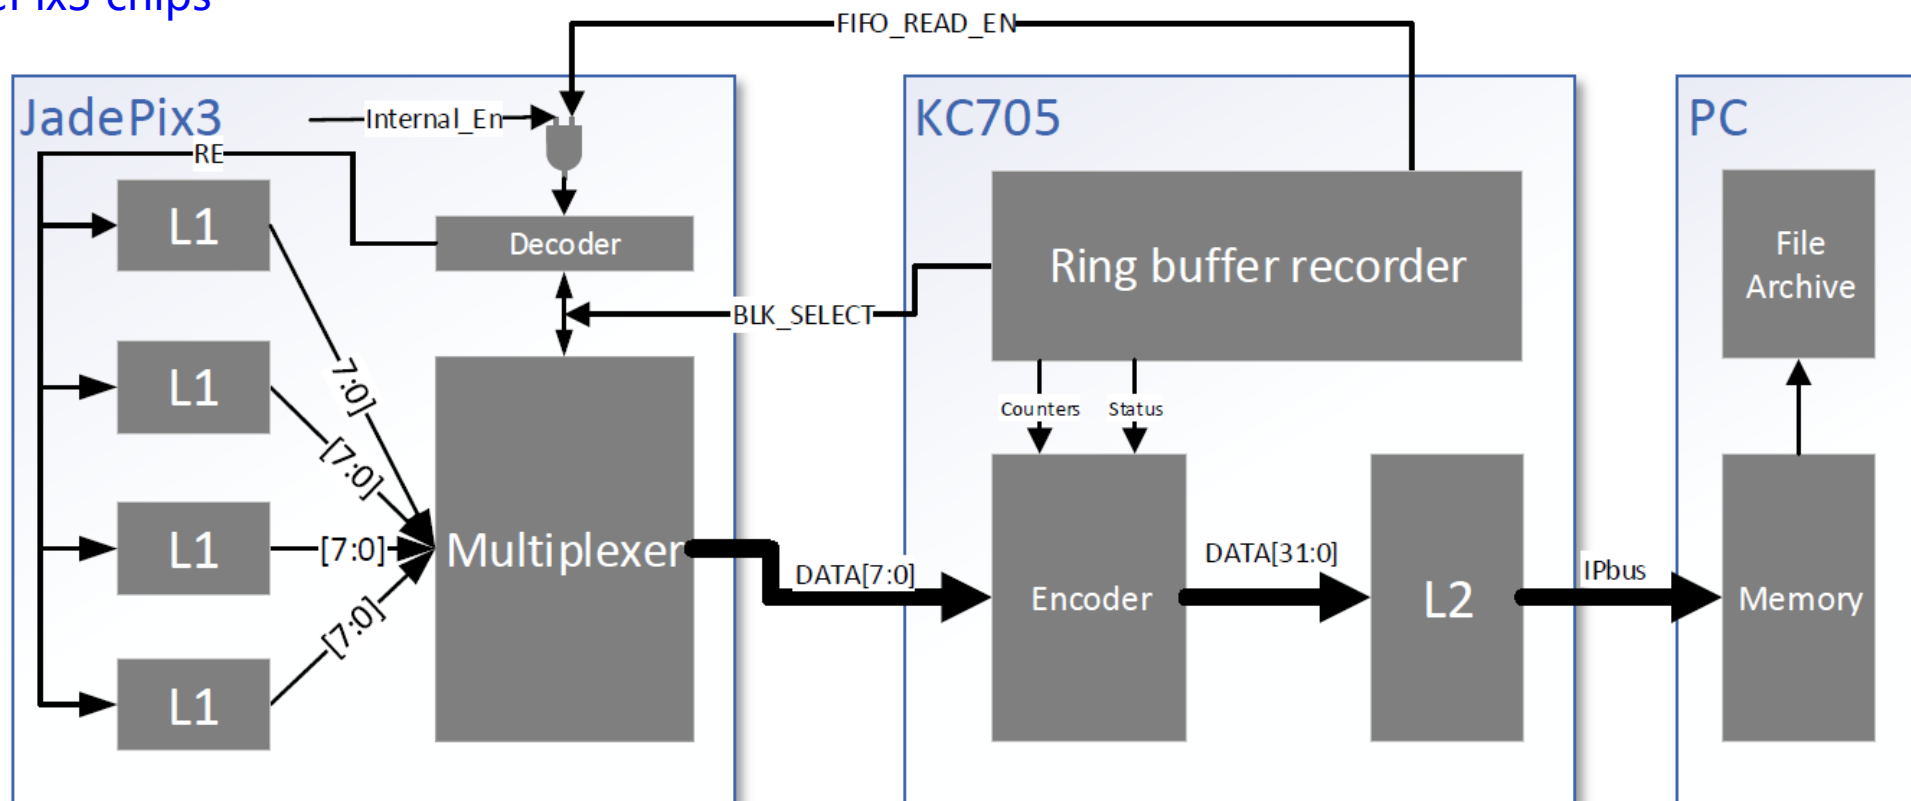 ePix3 chips
FIFO_READ_EN
JadePix3
Internal_En
RE
L1
Decoder
L1
L1
L1
7:0]
[7:0]
[7:0]
[7:0]
Multiplexer
BLK_SELECT
DATA[7:0]
KC705
Ring buffer recorder
Counters
Status
Encoder
DATA[31:0]
L2
IPbus
PC
File
Archive
Memory